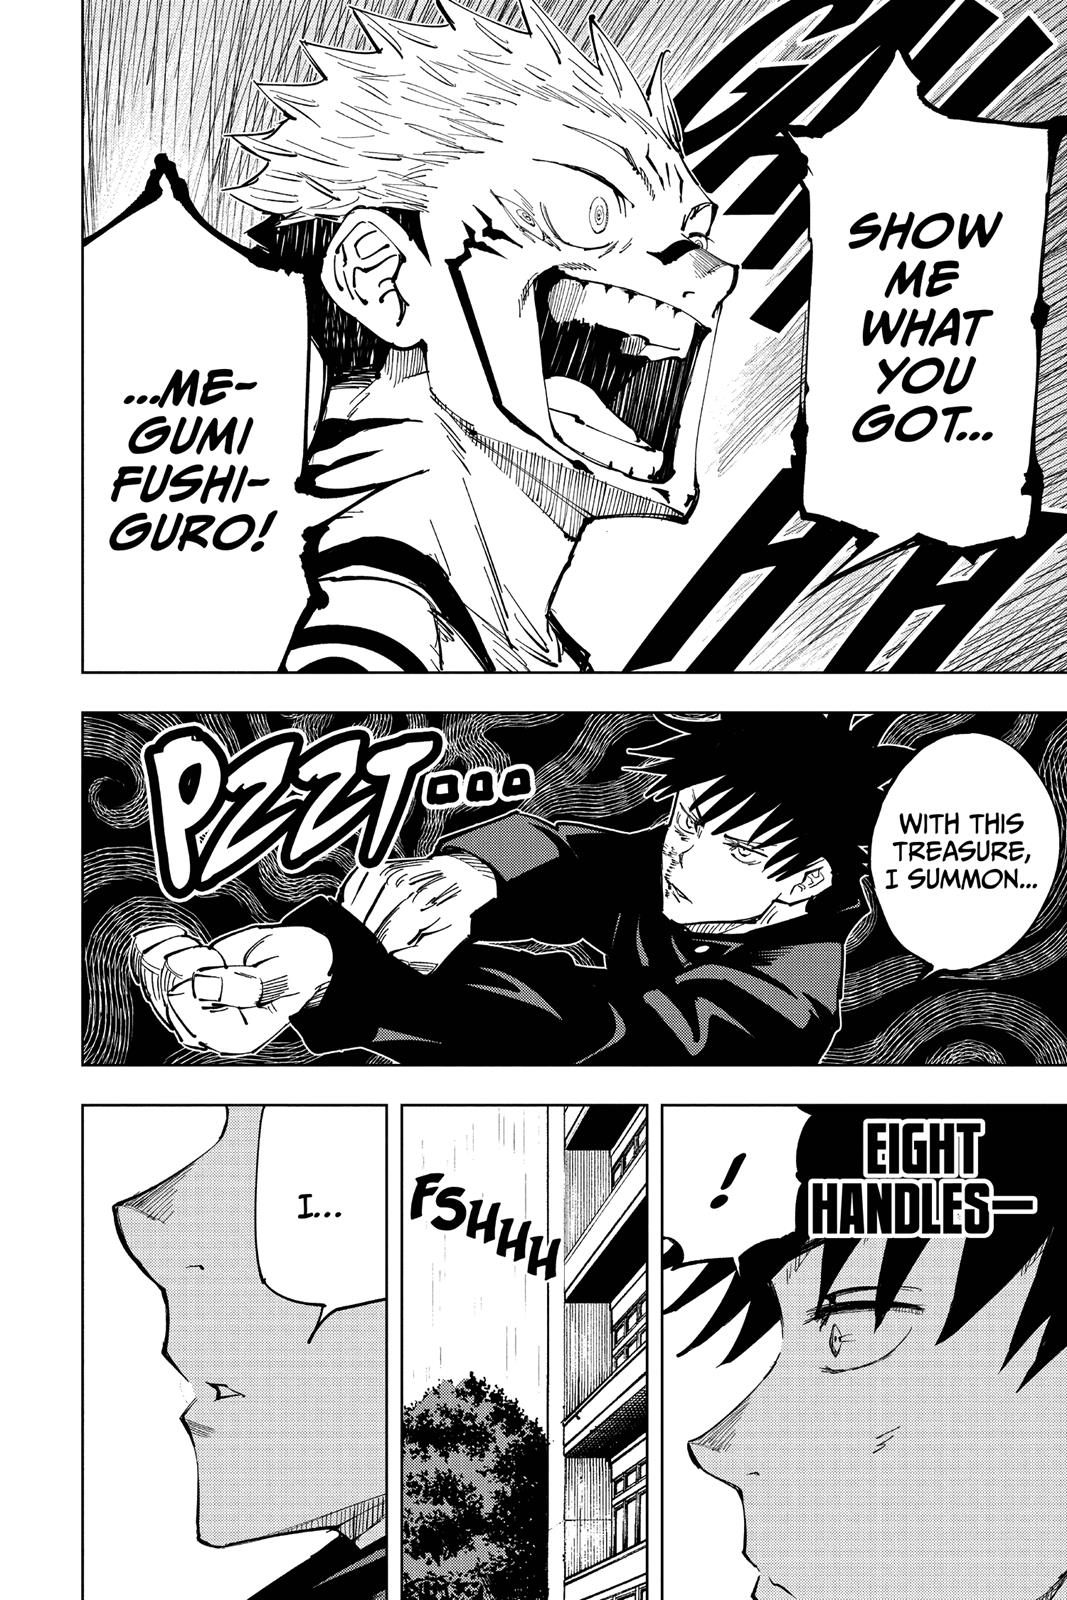 SHOW
ME
WHAT
YOU
GOT...
...ME-
GUMI
FUSHI-
GURO!
WITH THIS
TREASURE,
I SUMMON...
PZZT...
EIGHT
HANDLES—
!
FSHHH
I...